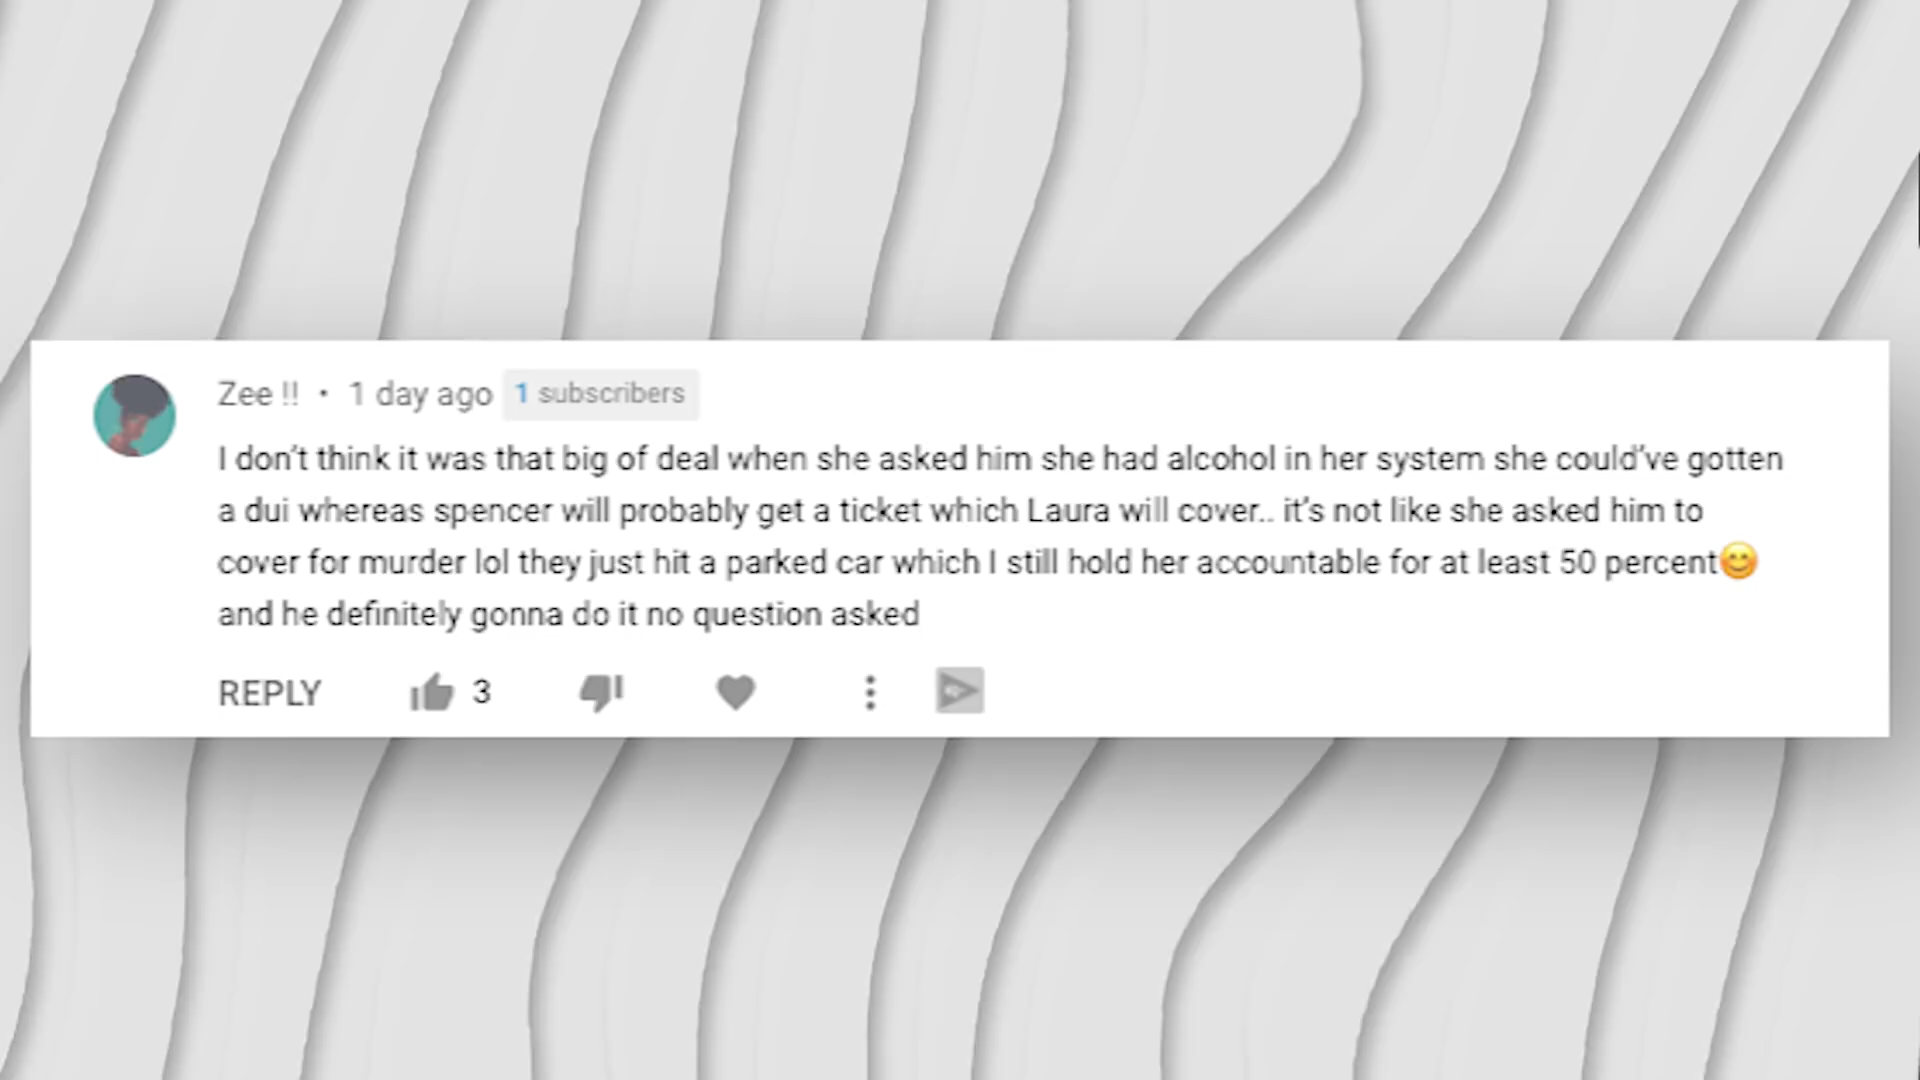 Zee !! • 1 day ago 1 subscribers
I don't think it was that big of deal when she asked him she had alcohol in her system she could've gotten
a dui whereas spencer will probably get a ticket which Laura will cover.. it's not like she asked him to
cover for murder lol they just hit a parked car which I still hold her accountable for at least 50 percent😊
and he definitely gonna do it no question asked
REPLY 3